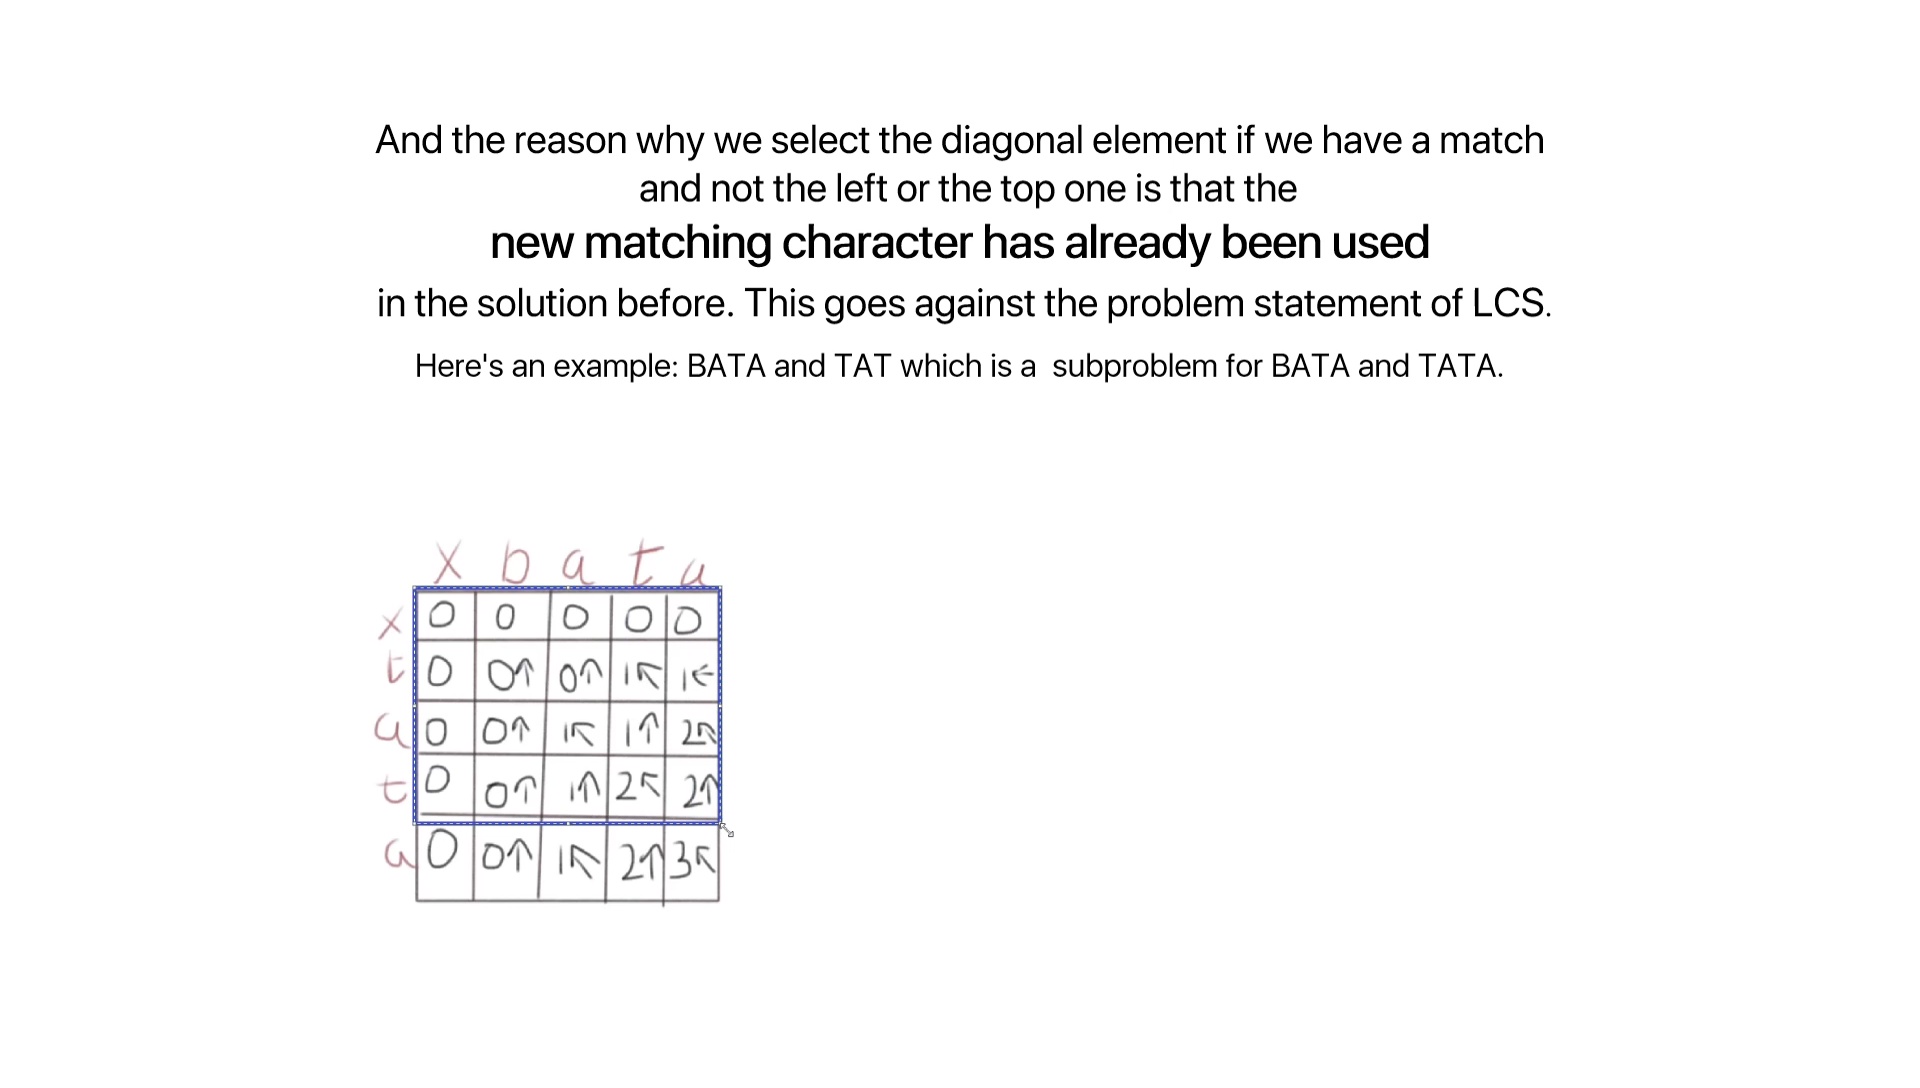 And the reason why we select the diagonal element if we have a match
and not the left or the top one is that the
new matching character has already been used
in the solution before. This goes against the problem statement of LCS.
Here's an example: BATA and TAT which is a  subproblem for BATA and TATA.
x b a t a
x 0 0 0 0 0
t 0 0↑ 0↑ 1↖ 1←
a 0 0↑ 1↖ 1↑ 2↖
t 0 0↑ 1↑ 2↖ 2↑
a 0 0↑ 1↖ 2↑ 3↖